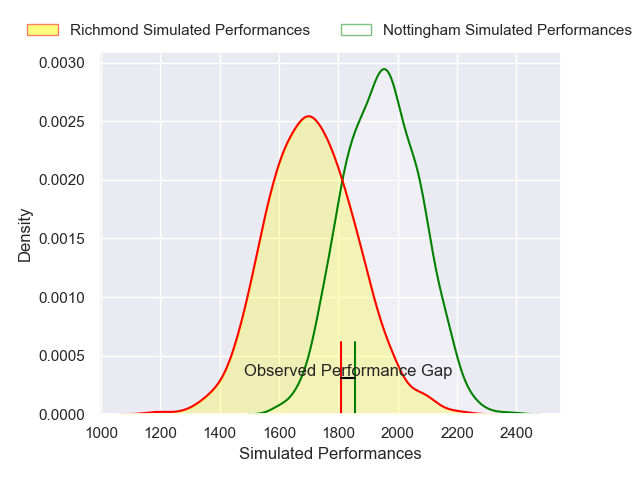 Richmond Simulated Performances
Nottingham Simulated Performances
0.0030
0.0025
0.0020
0.0015
0.0010
0.0005
0.0000
Density
Observed Performance Gap
1000 1200 1400 1600 1800 2000 2200 2400
Simulated Performances